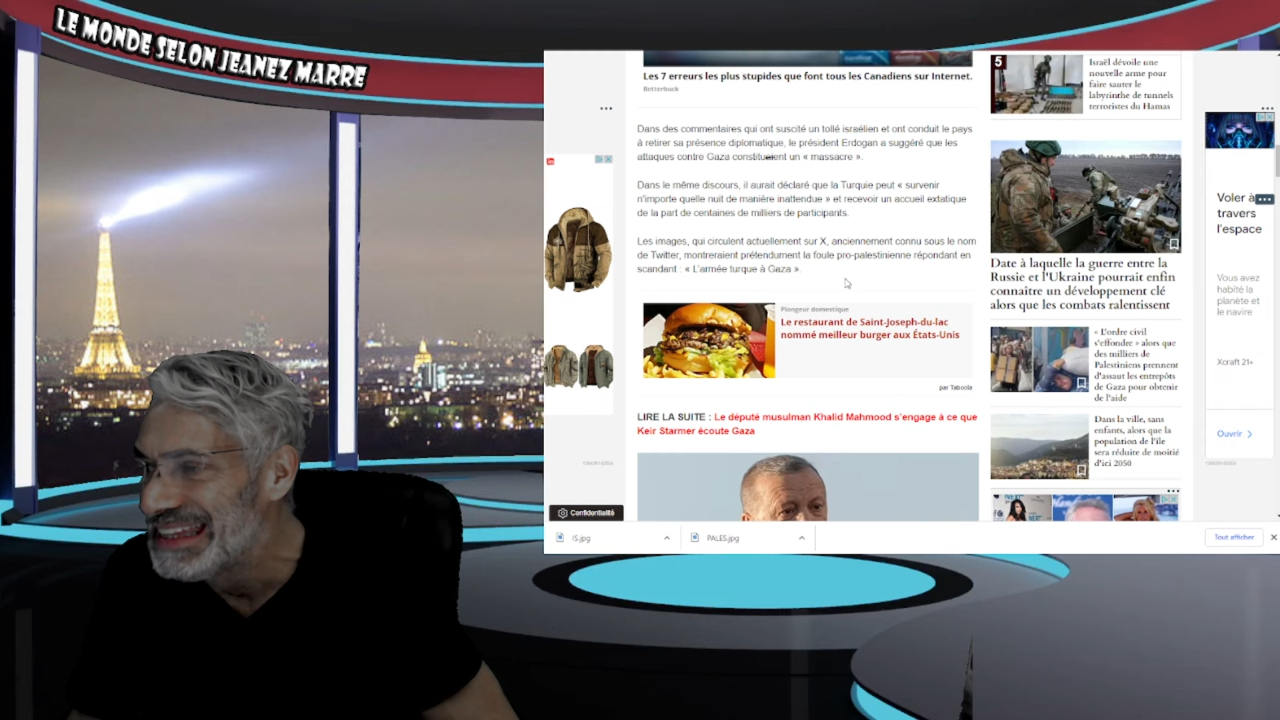 LE MONDE SELON JEANEZ MARRE
Les 7 erreurs les plus stupides que font tous les Canadiens sur Internet.
Betterbuck
Dans des commentaires qui ont suscité un tollé israélien et ont conduit le pays
à retirer sa présence diplomatique, le président Erdogan a suggéré que les
attaques contre Gaza constituaient un « massacre ».
Dans le même discours, il aurait déclaré que la Turquie peut « survenir
n'importe quelle nuit de manière inattendue » et recevoir un accueil extatique
de la part de centaines de milliers de participants.
Les images, qui circulent actuellement sur X, anciennement connu sous le nom
de Twitter, montreraient prétendument la foule pro-palestinienne répondant en
scandant : « L'armée turque à Gaza ».
Plongeur domestique
Le restaurant de Saint-Joseph-du-lac
nommé meilleur burger aux États-Unis
par Taboola
LIRE LA SUITE : Le député musulman Khalid Mahmood s'engage à ce que
Keir Starmer écoute Gaza
Confidentialité
5
Israël dévoile une
nouvelle arme pour
faire sauter le
labyrinthe de tunnels
terroristes du Hamas
Date à laquelle la guerre entre la
Russie et l'Ukraine pourrait enfin
connaître un développement clé
alors que les combats ralentissent
« L'ordre civil
s'effondre » alors que
des milliers de
Palestiniens prennent
d'assaut les entrepôts
de Gaza pour obtenir
de l'aide
Dans la ville, sans
enfants, alors que la
population de l'île
sera réduite de moitié
d'ici 2050
Voler à
travers
l'espace
Vous avez
habité la
planète et
le navire
Xcraft 21+
Ouvrir
IS.jpg
PALES.jpg
Tout afficher